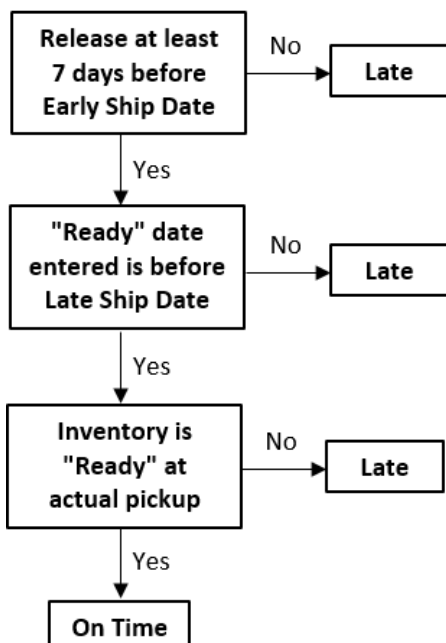 Release at least
7 days before
Early Ship Date
No
Late
Yes
"Ready" date
entered is before
Late Ship Date
No
Late
Yes
Inventory is
"Ready" at
actual pickup
No
Late
Yes
On Time